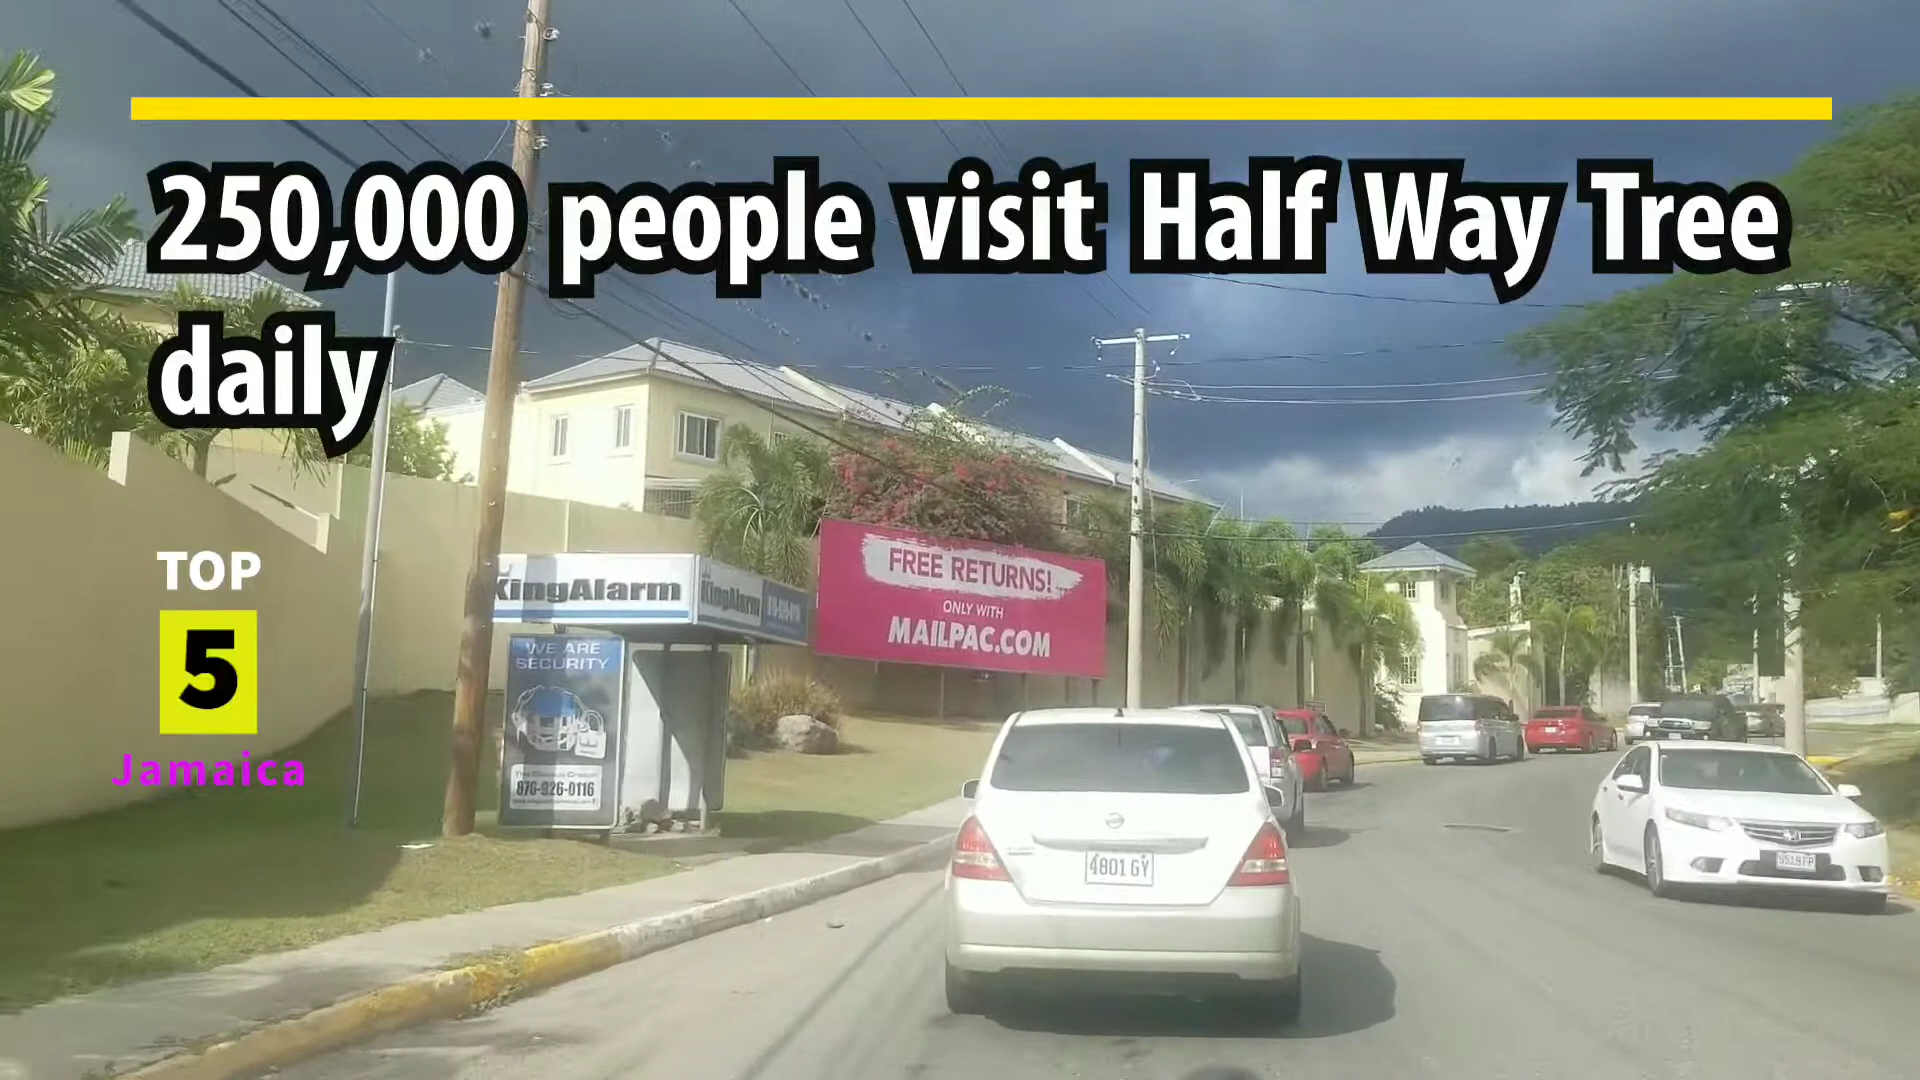 250,000 people visit Half Way Tree
daily
TOP
5
Jamaica
KingAlarm
KingAlarm
WE ARE
SECURITY
876-926-0116
FREE RETURNS!
ONLY WITH
MAILPAC.COM
4801 GY